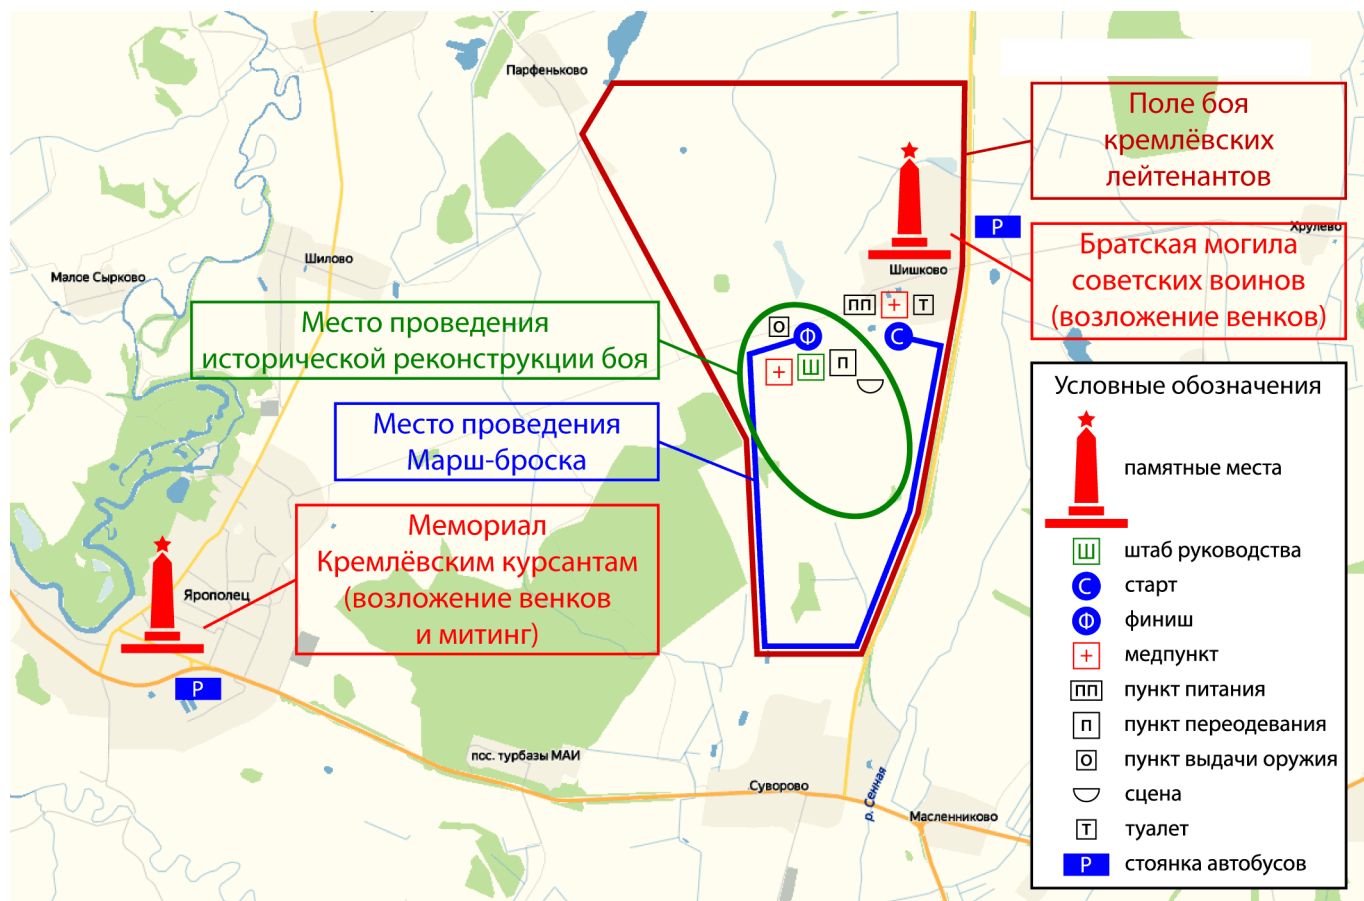 Парфеньково
Поле боя
кремлёвских
лейтенантов
Р
Хрулево
Братская могила
советских воинов
(возложение венков)
Шилово
Малое Сырково
Шишково
ПП
+
Т
Место проведения
исторической реконструкции боя
О
Ф
С
+
Ш
П
Место проведения
Марш-броска
Мемориал
Кремлёвским курсантам
(возложение венков
и митинг)
Ярополец
Р
пос. турбазы МАИ
Суворово
р. Сенная
Масленниково
Условные обозначения
памятные места
Ш штаб руководства
С старт
Ф финиш
+ медпункт
ПП пункт питания
П пункт переодевания
О пункт выдачи оружия
сцена
Т туалет
Р стоянка автобусов